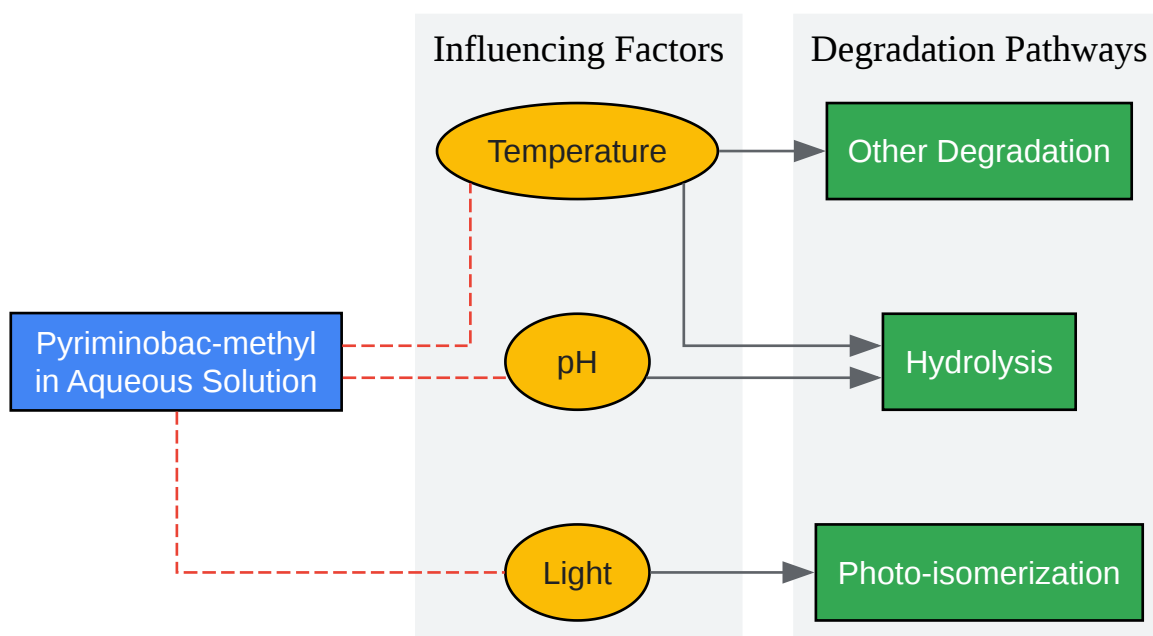 Influencing Factors
Degradation Pathways
Temperature
Other Degradation
Pyriminobac-methyl
in Aqueous Solution
pH
Hydrolysis
Light
Photo-isomerization